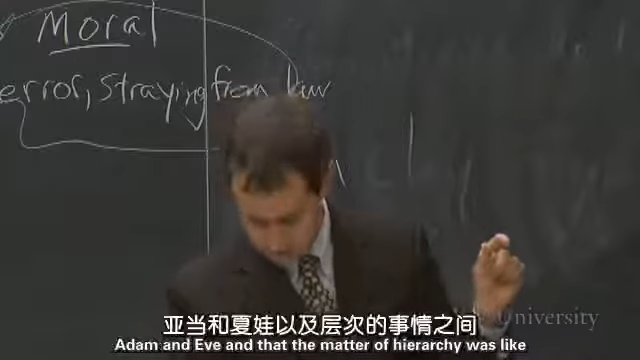 Moral
error, straying from law
University
亚当和夏娃以及层次的事情之间
Adam and Eve and that the matter of hierarchy was like